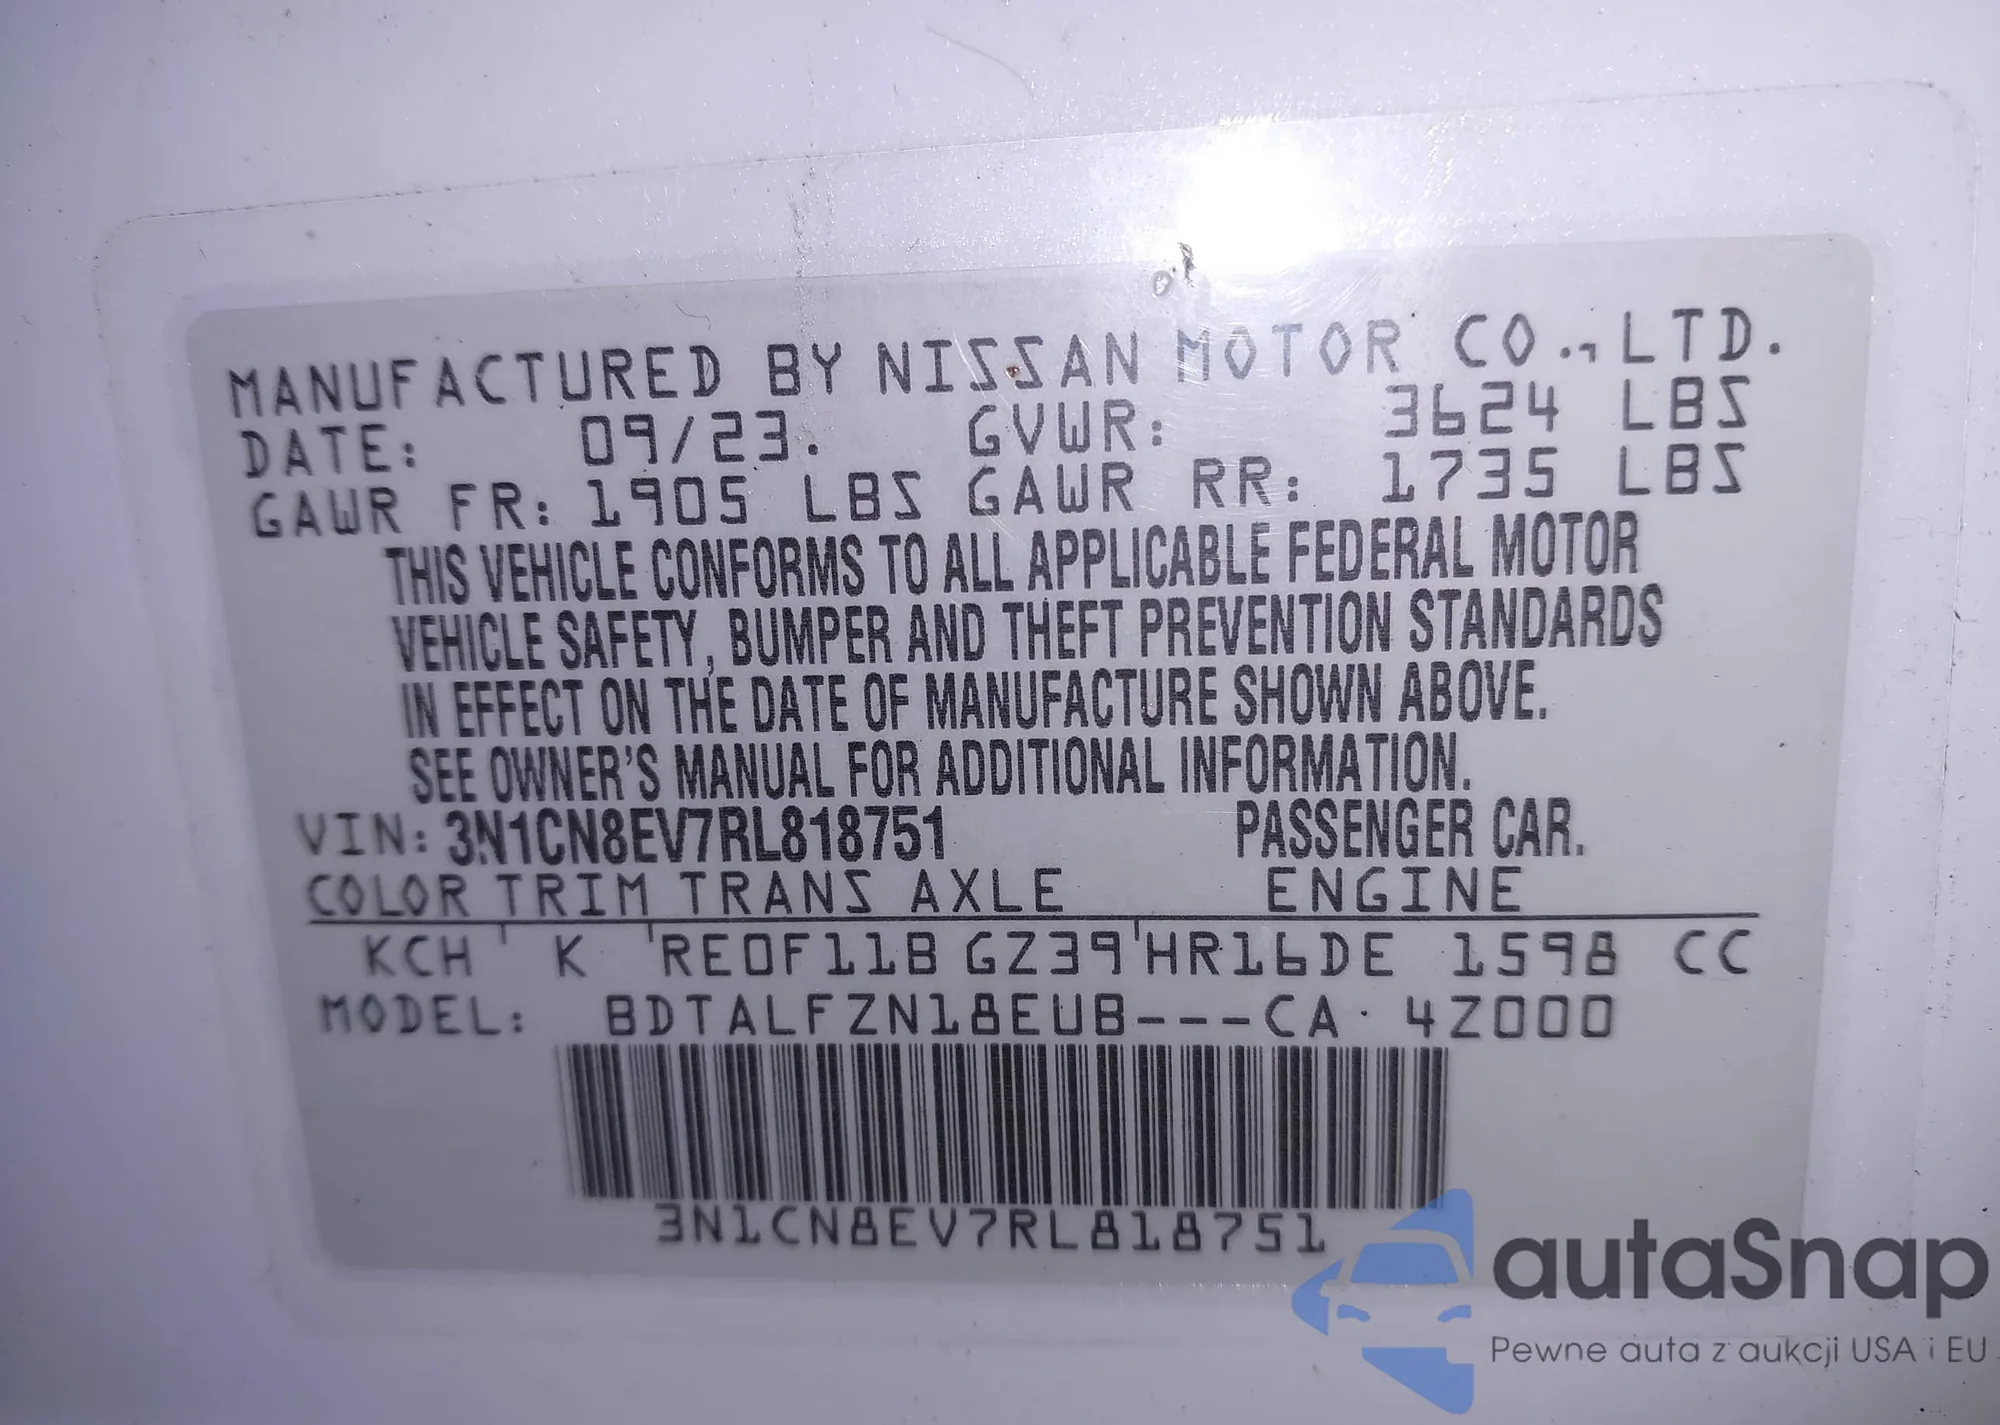 MANUFACTURED BY NISSAN MOTOR CO.,LTD.
DATE: 09/23. GVWR: 3624 LBS
GAWR FR: 1905 LBS GAWR RR: 1735 LBS
THIS VEHICLE CONFORMS TO ALL APPLICABLE FEDERAL MOTOR
VEHICLE SAFETY, BUMPER AND THEFT PREVENTION STANDARDS
IN EFFECT ON THE DATE OF MANUFACTURE SHOWN ABOVE.
SEE OWNER'S MANUAL FOR ADDITIONAL INFORMATION.
VIN: 3N1CN8EV7RL818751 PASSENGER CAR.
COLOR TRIM TRANS AXLE ENGINE
KCH K RE0F11B GZ39 HR16DE 1598 CC
MODEL: BDTALFZN18EUB---CA· 4Z000
3N1CN8EV7RL818751
autaSnap
Pewne auta z aukcji USA i EU